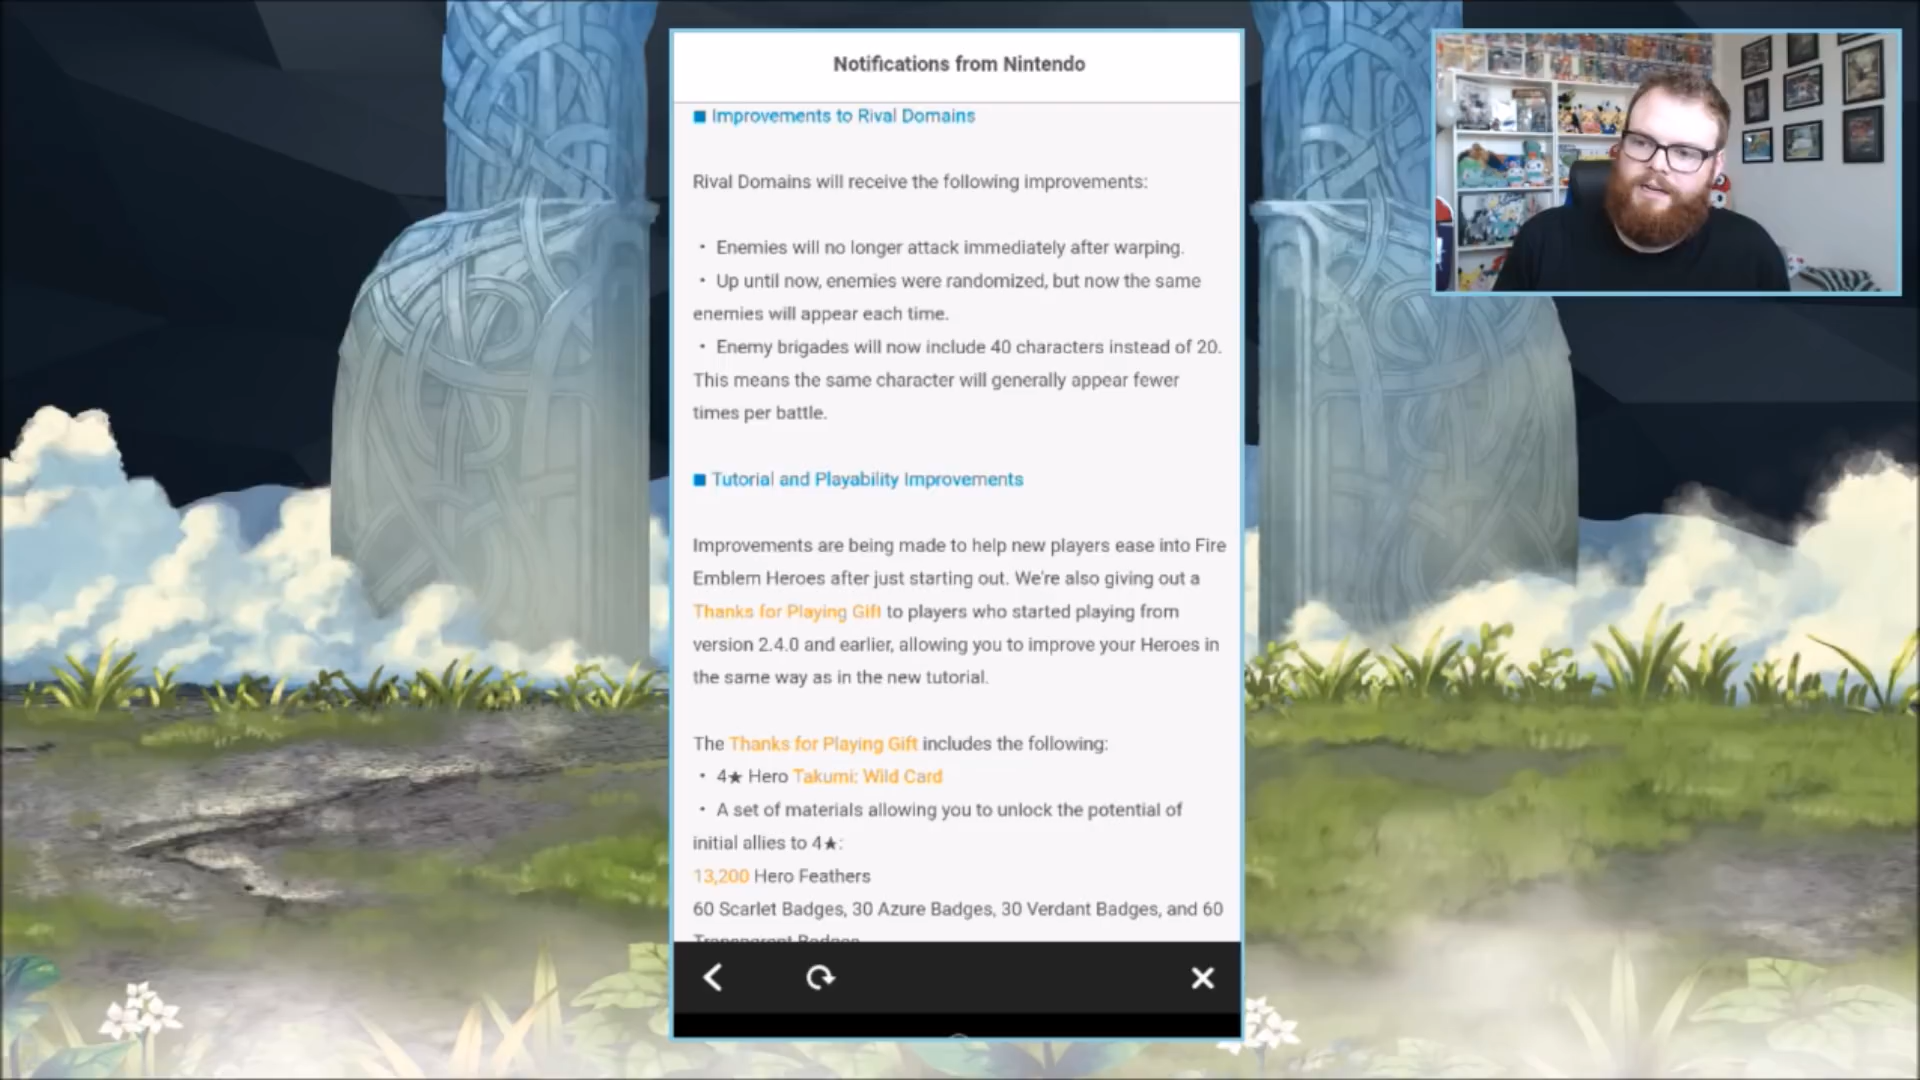 Notifications from Nintendo
■ Improvements to Rival Domains
Rival Domains will receive the following improvements:
・ Enemies will no longer attack immediately after warping.
・ Up until now, enemies were randomized, but now the same
enemies will appear each time.
・ Enemy brigades will now include 40 characters instead of 20.
This means the same character will generally appear fewer
times per battle.
■ Tutorial and Playability Improvements
Improvements are being made to help new players ease into Fire
Emblem Heroes after just starting out. We're also giving out a
Thanks for Playing Gift to players who started playing from
version 2.4.0 and earlier, allowing you to improve your Heroes in
the same way as in the new tutorial.
The Thanks for Playing Gift includes the following:
・ 4★ Hero Takumi: Wild Card
・ A set of materials allowing you to unlock the potential of
initial allies to 4★:
13,200 Hero Feathers
60 Scarlet Badges, 30 Azure Badges, 30 Verdant Badges, and 60
Transparent Badges